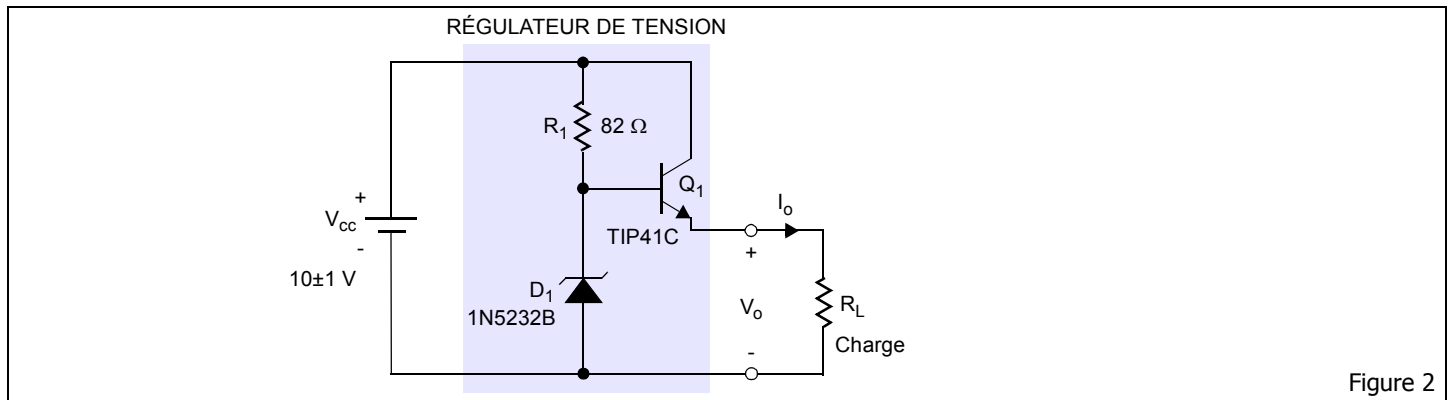 RÉGULATEUR DE TENSION
R1 82 Ω
Q1
TIP41C
Io
+
Vcc
-
10±1 V
D1
1N5232B
+
Vo
-
RL
Charge
Figure 2